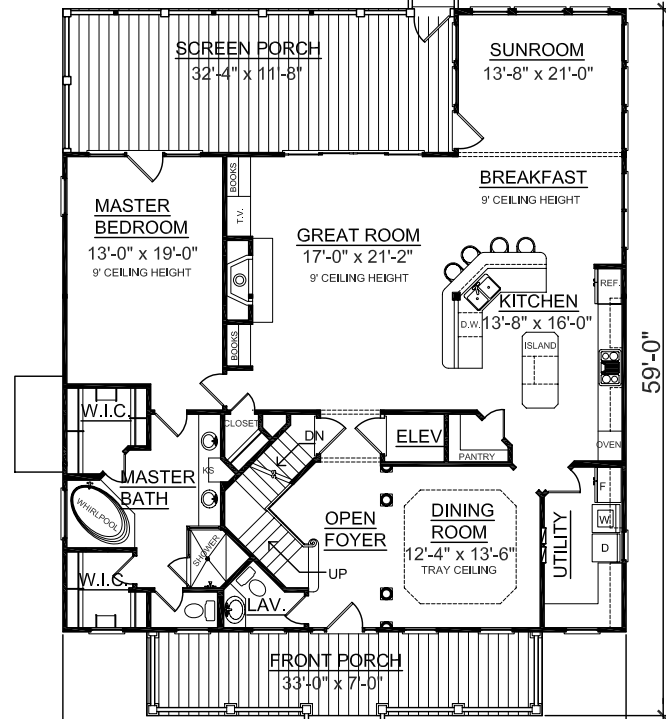 SCREEN PORCH
32'-4" x 11'-8"
SUNROOM
13'-8" x 21'-0"
BREAKFAST
9' CEILING HEIGHT
BOOKS
T.V.
MASTER
BEDROOM
13'-0" x 19'-0"
9' CEILING HEIGHT
GREAT ROOM
17'-0" x 21'-2"
9' CEILING HEIGHT
REF.
KITCHEN
13'-8" x 16'-0"
D.W.
ISLAND
BOOKS
59'-0"
W.I.C.
CLOSET
DN
ELEV
PANTRY
OVEN
KS
MASTER
BATH
WHIRLPOOL
F
W
D
UTILITY
OPEN
FOYER
DINING
ROOM
12'-4" x 13'-6"
TRAY CEILING
SHOWER
UP
W.I.C.
LAV.
FRONT PORCH
33'-0" x 7'-0"